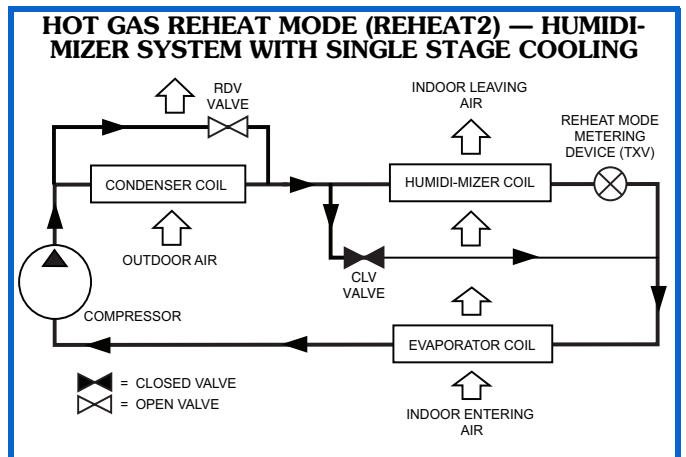 HOT GAS REHEAT MODE (REHEAT2) — HUMIDI-
MIZER SYSTEM WITH SINGLE STAGE COOLING
RDV
VALVE
INDOOR LEAVING
AIR
REHEAT MODE
METERING
DEVICE (TXV)
CONDENSER COIL
HUMIDI-MIZER COIL
OUTDOOR AIR
CLV
VALVE
COMPRESSOR
EVAPORATOR COIL
= CLOSED VALVE
= OPEN VALVE
INDOOR ENTERING
AIR